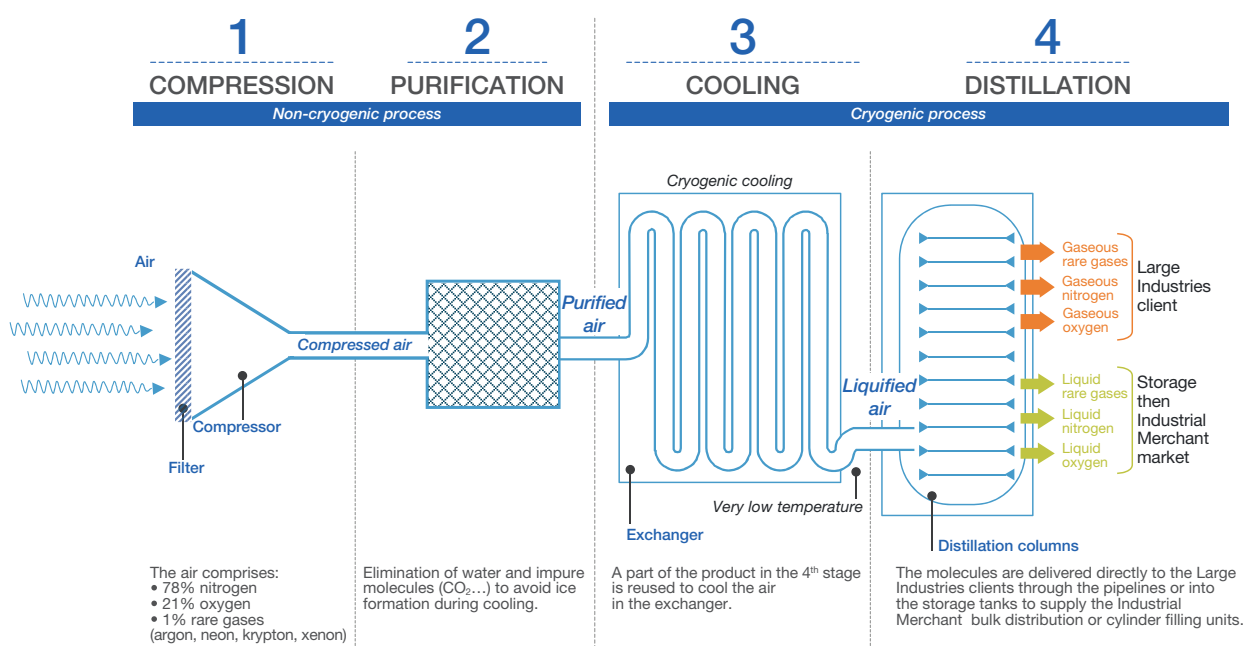 1
2
3
4
COMPRESSION
PURIFICATION
COOLING
DISTILLATION
Non-cryogenic process
Cryogenic process
Cryogenic cooling
Air
Filter
Compressor
Compressed air
Purified
air
Liquified
air
Very low temperature
Exchanger
Distillation columns
Gaseous
rare gases
Gaseous
nitrogen
Gaseous
oxygen
Large
Industries
client
Liquid
rare gases
Liquid
nitrogen
Liquid
oxygen
Storage
then
Industrial
Merchant
market
The air comprises:
• 78% nitrogen
• 21% oxygen
• 1% rare gases
(argon, neon, krypton, xenon)
Elimination of water and impure
molecules (CO₂…) to avoid ice
formation during cooling.
A part of the product in the 4ᵗʰ stage
is reused to cool the air
in the exchanger.
The molecules are delivered directly to the Large
Industries clients through the pipelines or into
the storage tanks to supply the Industrial
Merchant bulk distribution or cylinder filling units.